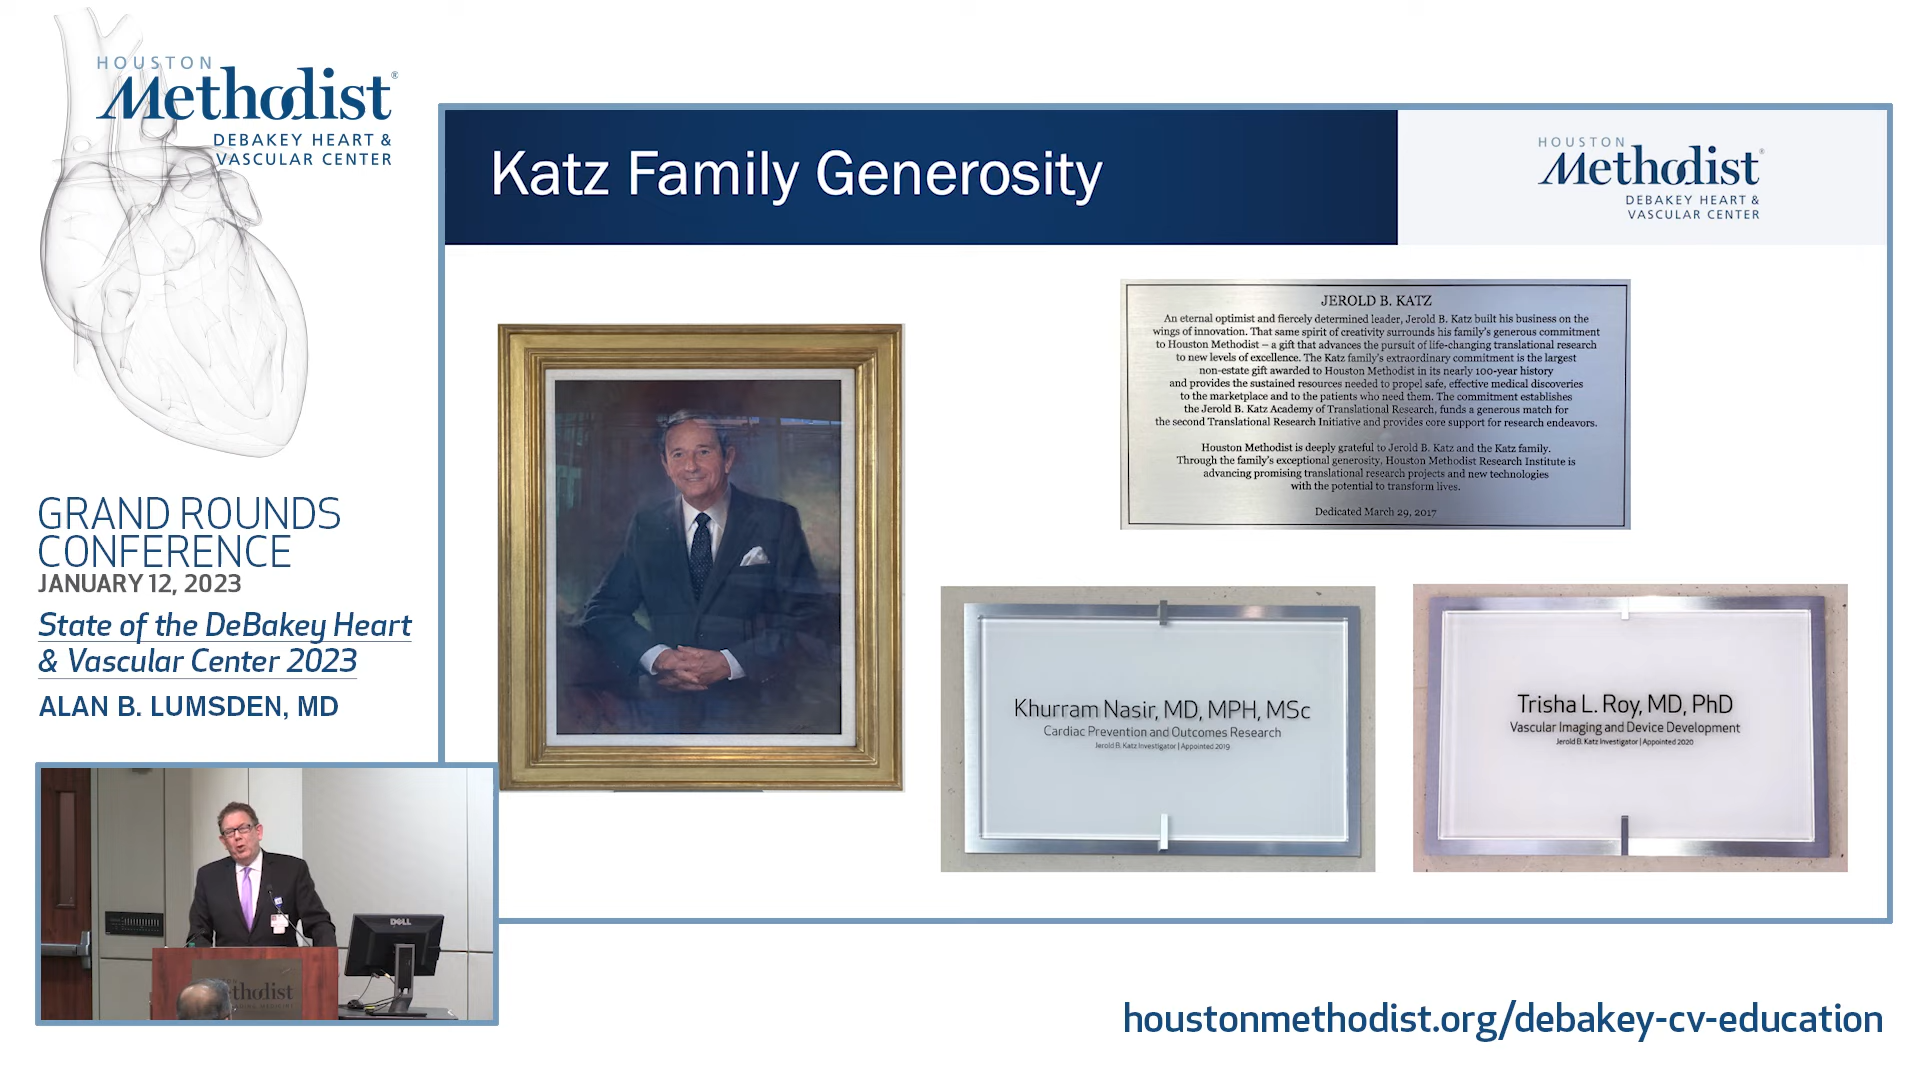 HOUSTON
Methodist®
DEBAKEY HEART &
VASCULAR CENTER
GRAND ROUNDS
CONFERENCE
JANUARY 12, 2023
State of the DeBakey Heart
& Vascular Center 2023
ALAN B. LUMSDEN, MD
Katz Family Generosity
HOUSTON
Methodist®
DEBAKEY HEART &
VASCULAR CENTER
JEROLD B. KATZ
An eternal optimist and fiercely determined leader, Jerold B. Katz built his business on the
wings of innovation. That same spirit of creativity surrounds his family's generous commitment
to Houston Methodist – a gift that advances the pursuit of life-changing translational research
to new levels of excellence. The Katz family's extraordinary commitment is the largest
non-estate gift awarded to Houston Methodist in its nearly 100-year history
and provides the sustained resources needed to propel safe, effective medical discoveries
to the marketplace and to the patients who need them. The commitment establishes
the Jerold B. Katz Academy of Translational Research, funds a generous match for
the second Translational Research Initiative and provides core support for research endeavors.
Houston Methodist is deeply grateful to Jerold B. Katz and the Katz family.
Through the family's exceptional generosity, Houston Methodist Research Institute is
advancing promising translational research projects and new technologies
with the potential to transform lives.
Dedicated March 29, 2017
Khurram Nasir, MD, MPH, MSc
Cardiac Prevention and Outcomes Research
Jerold B. Katz Investigator | Appointed 2019
Trisha L. Roy, MD, PhD
Vascular Imaging and Device Development
Jerold B. Katz Investigator | Appointed 2020
DELL
thodist
houstonmethodist.org/debakey-cv-education